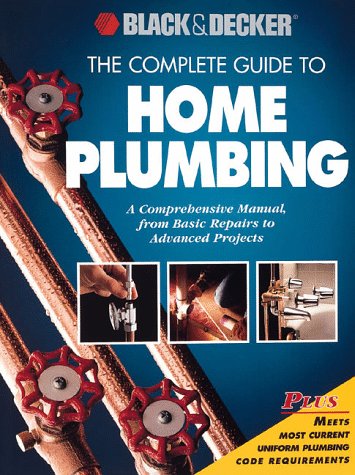 BLACK & DECKER®
THE COMPLETE GUIDE TO
HOME
PLUMBING
A Comprehensive Manual,
from Basic Repairs to
Advanced Projects
PLUS
MEETS
MOST CURRENT
UNIFORM PLUMBING
CODE REQUIREMENTS